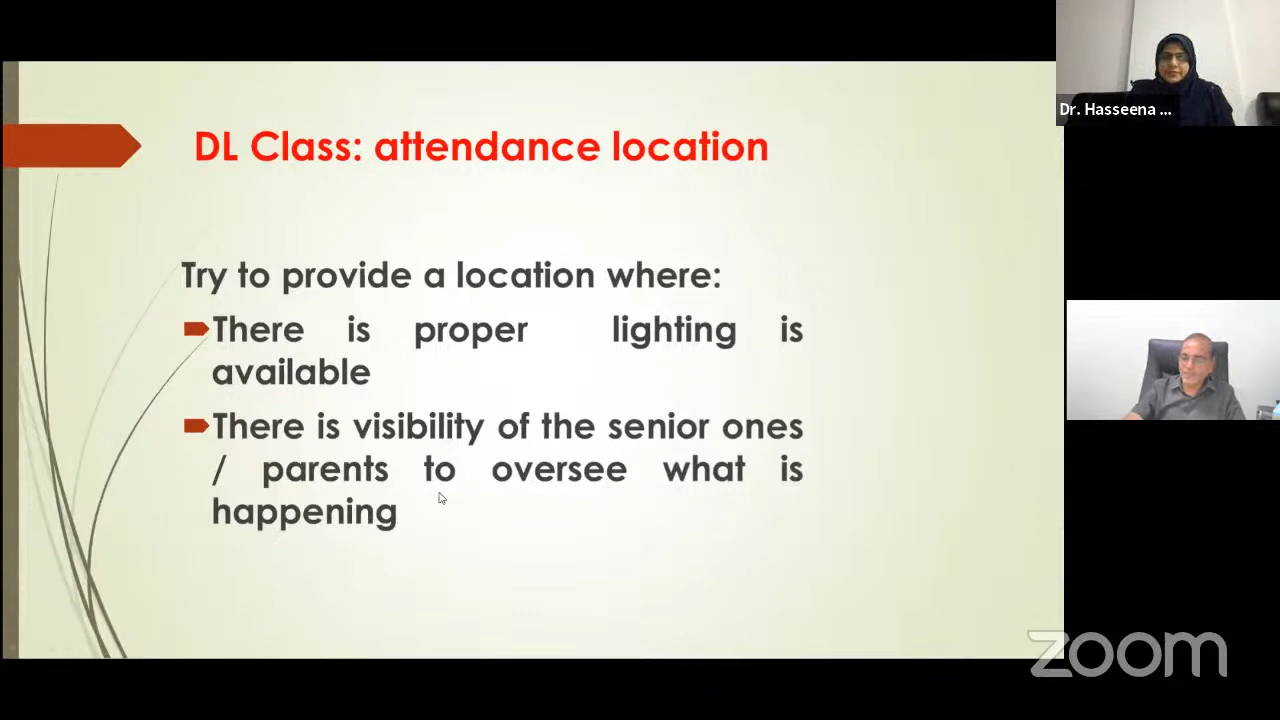 DL Class: attendance location
Try to provide a location where:
There is proper lighting is
available
There is visibility of the senior ones
/ parents to oversee what is
happening
Dr. Hasseena ...
zoom